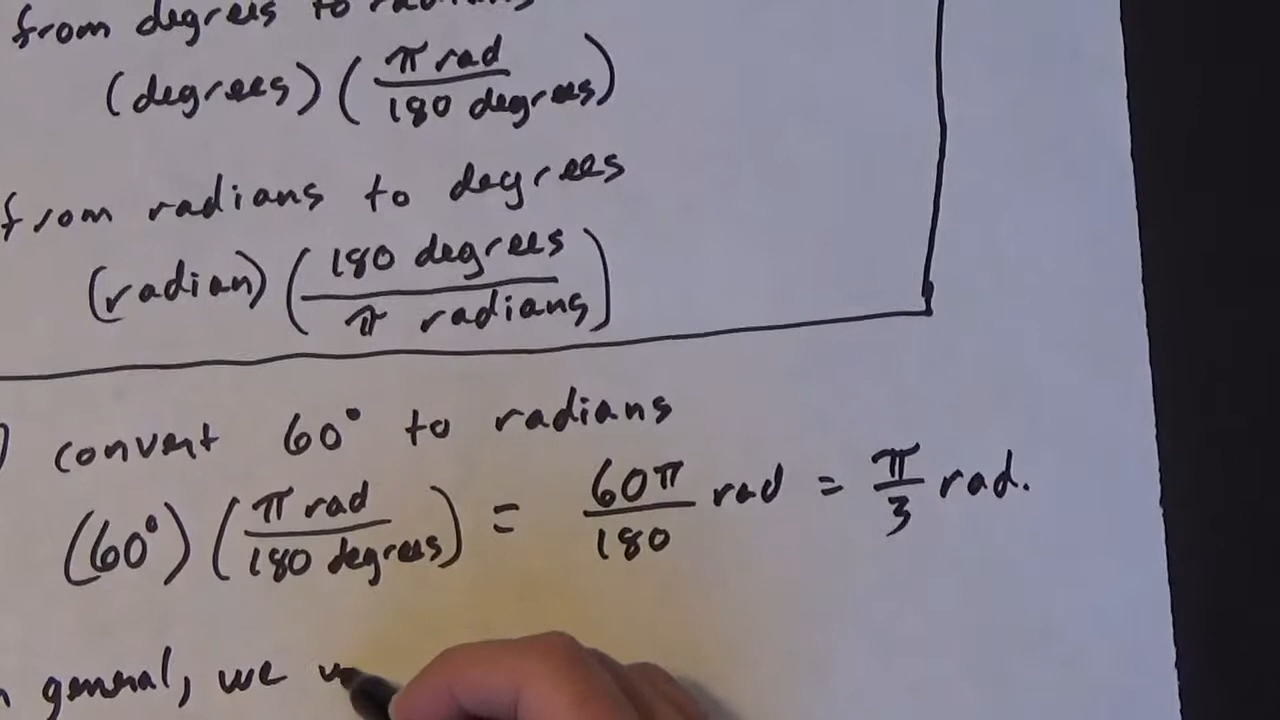 from degrees to radians
(degrees) (π rad / 180 degrees)
from radians to degrees
(radian) (180 degrees / π radians)
) convert 60° to radians
(60°) (π rad / 180 degrees) = 60π / 180 rad = π / 3 rad.
general, we